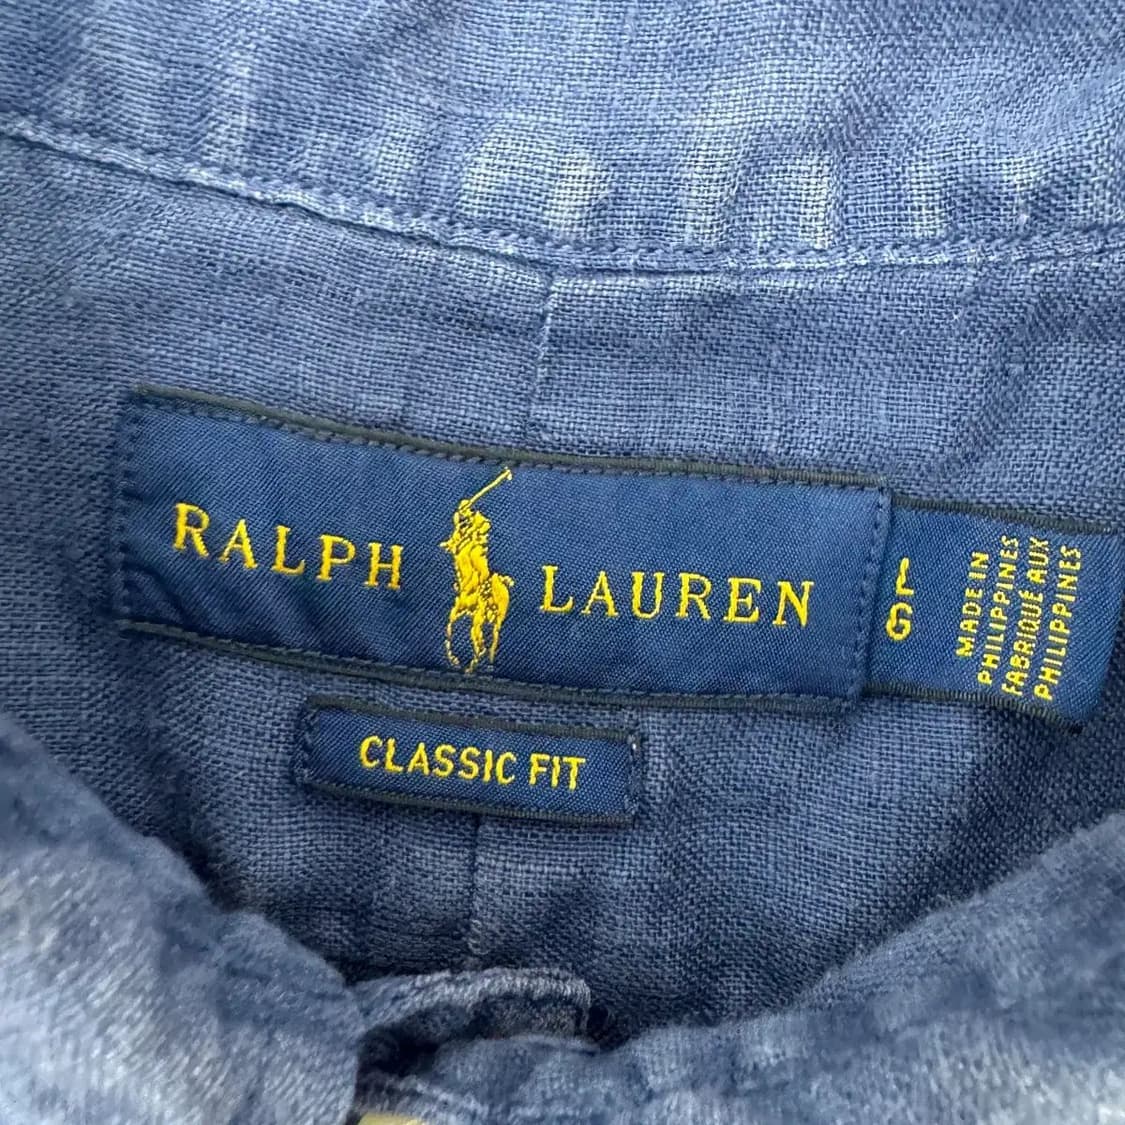 RALPH LAUREN
L
G
MADE IN
PHILIPPINES
FABRIQUÉ AUX
PHILIPPINES
CLASSIC FIT